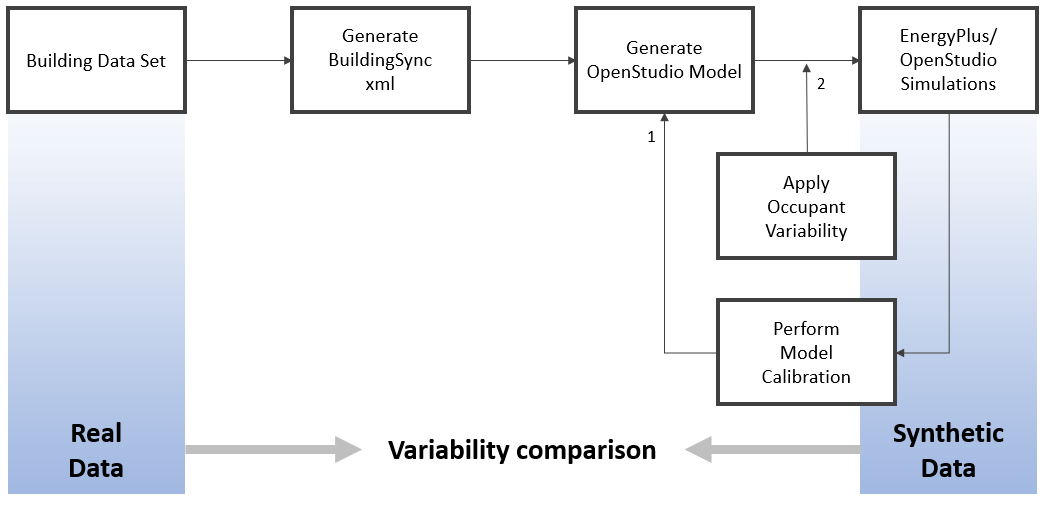 Building Data Set
Generate
BuildingSync
xml
Generate
OpenStudio Model
EnergyPlus/
OpenStudio
Simulations
2
1
Apply
Occupant
Variability
Perform
Model
Calibration
Real
Data
Variability comparison
Synthetic
Data